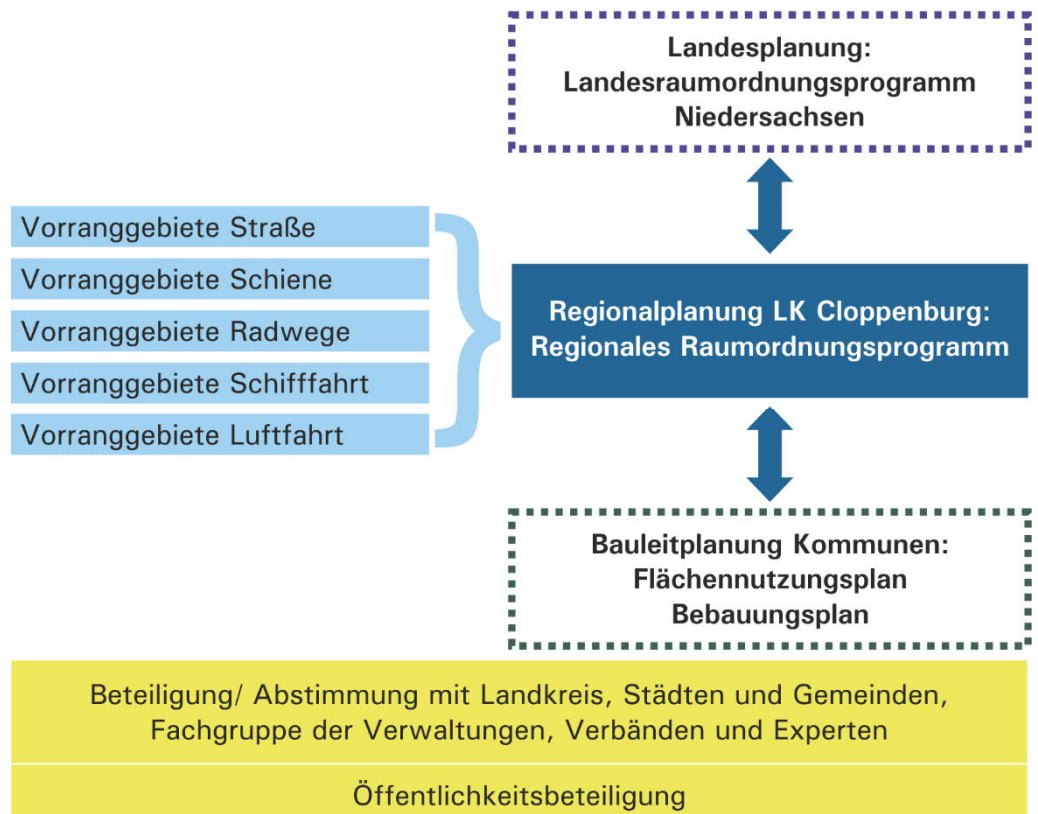 Landesplanung:
Landesraumordnungsprogramm
Niedersachsen
Vorranggebiete Straße
Vorranggebiete Schiene
Vorranggebiete Radwege
Vorranggebiete Schifffahrt
Vorranggebiete Luftfahrt
Regionalplanung LK Cloppenburg:
Regionales Raumordnungsprogramm
Bauleitplanung Kommunen:
Flächennutzungsplan
Bebauungsplan
Beteiligung/ Abstimmung mit Landkreis, Städten und Gemeinden,
Fachgruppe der Verwaltungen, Verbänden und Experten
Öffentlichkeitsbeteiligung